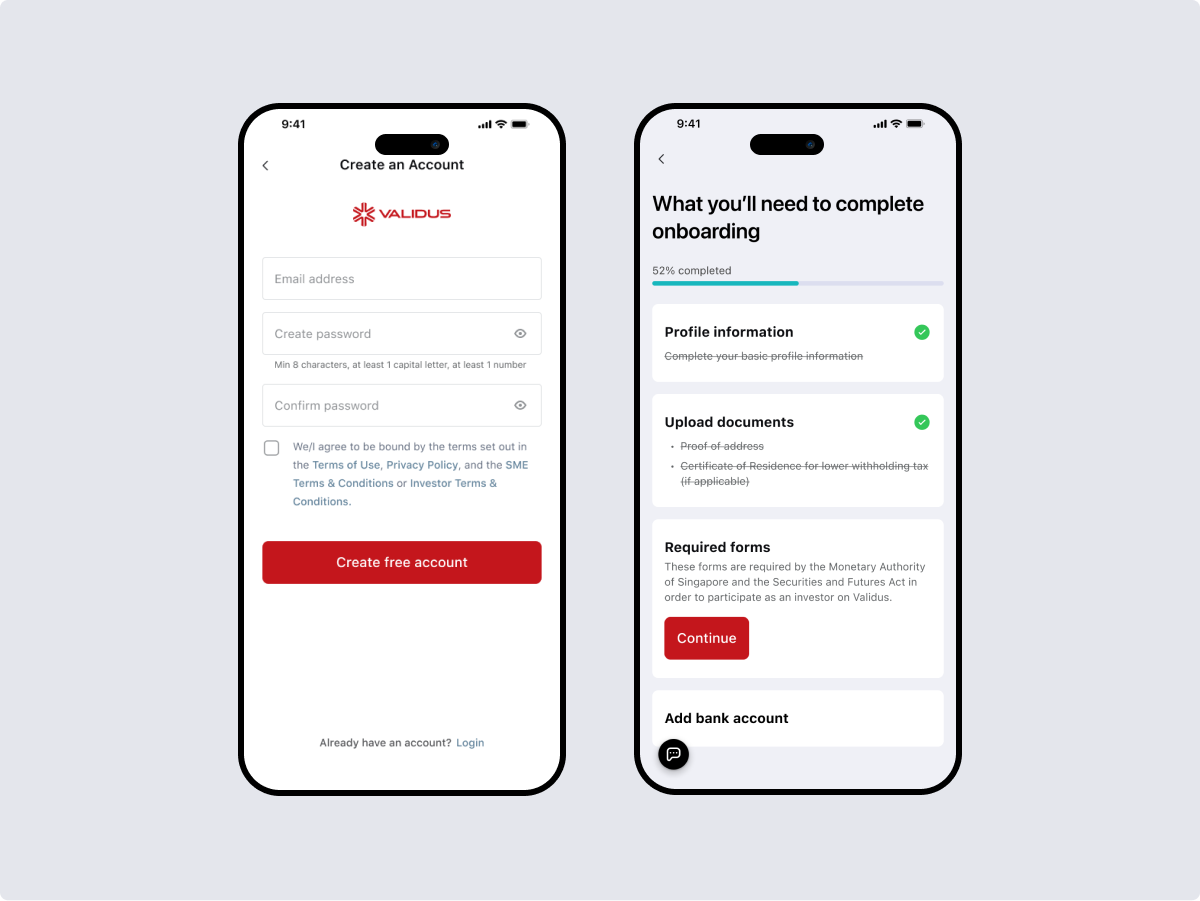 9:41
Create an Account
VALIDUS
Email address
Create password
Min 8 characters, at least 1 capital letter, at least 1 number
Confirm password
We/I agree to be bound by the terms set out in
the Terms of Use, Privacy Policy, and the SME
Terms & Conditions or Investor Terms &
Conditions.
Create free account
Already have an account? Login
9:41
What you’ll need to complete
onboarding
52% completed
Profile information
Complete your basic profile information
Upload documents
• Proof of address
• Certificate of Residence for lower withholding tax
(if applicable)
Required forms
These forms are required by the Monetary Authority
of Singapore and the Securities and Futures Act in
order to participate as an investor on Validus.
Continue
Add bank account